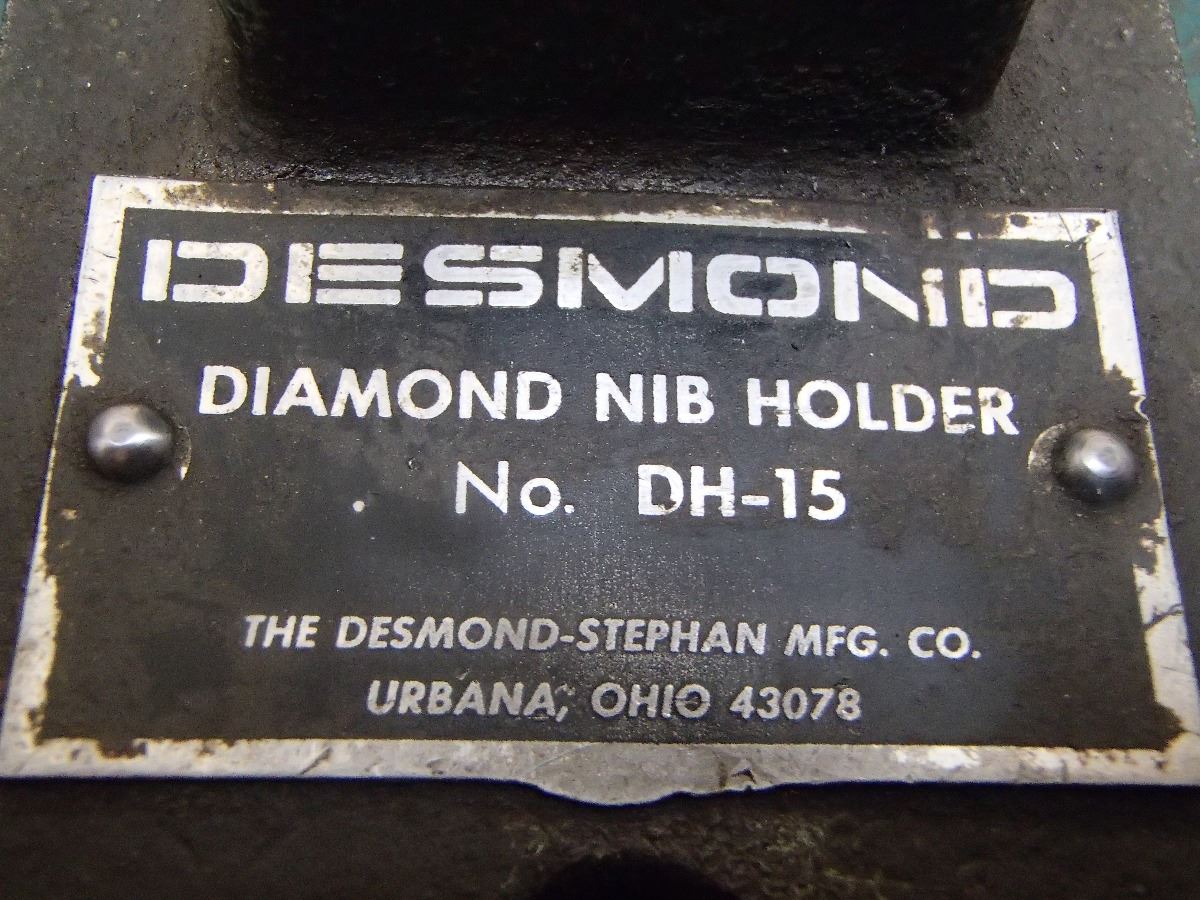 DESMOND
DIAMOND NIB HOLDER
No. DH-15
THE DESMOND-STEPHAN MFG. CO.
URBANA, OHIO 43078